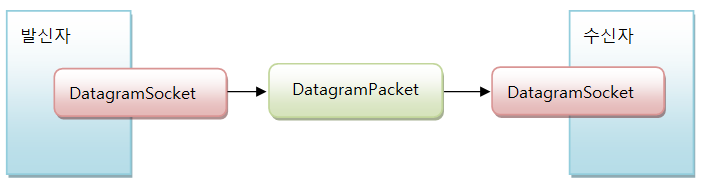 발신자
수신자
DatagramSocket
DatagramPacket
DatagramSocket